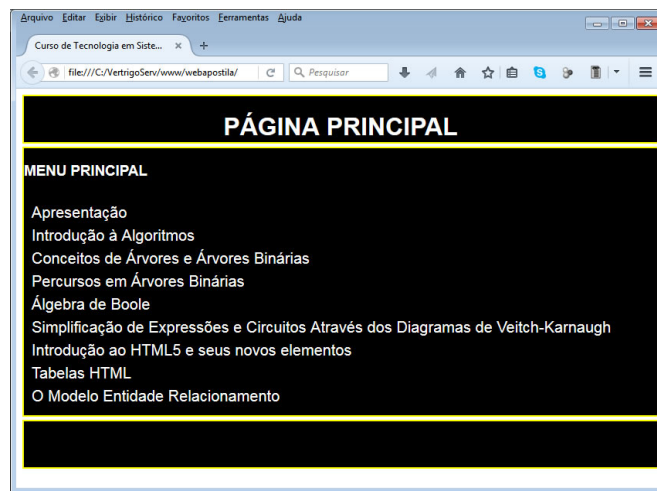 Arquivo Editar Exibir Histórico Favoritos Ferramentas Ajuda
Curso de Tecnologia em Siste...
file:///C:/VertrigoServ/www/webapostila/
Pesquisar
PÁGINA PRINCIPAL
MENU PRINCIPAL
Apresentação
Introdução à Algoritmos
Conceitos de Árvores e Árvores Binárias
Percursos em Árvores Binárias
Álgebra de Boole
Simplificação de Expressões e Circuitos Através dos Diagramas de Veitch-Karnaugh
Introdução ao HTML5 e seus novos elementos
Tabelas HTML
O Modelo Entidade Relacionamento